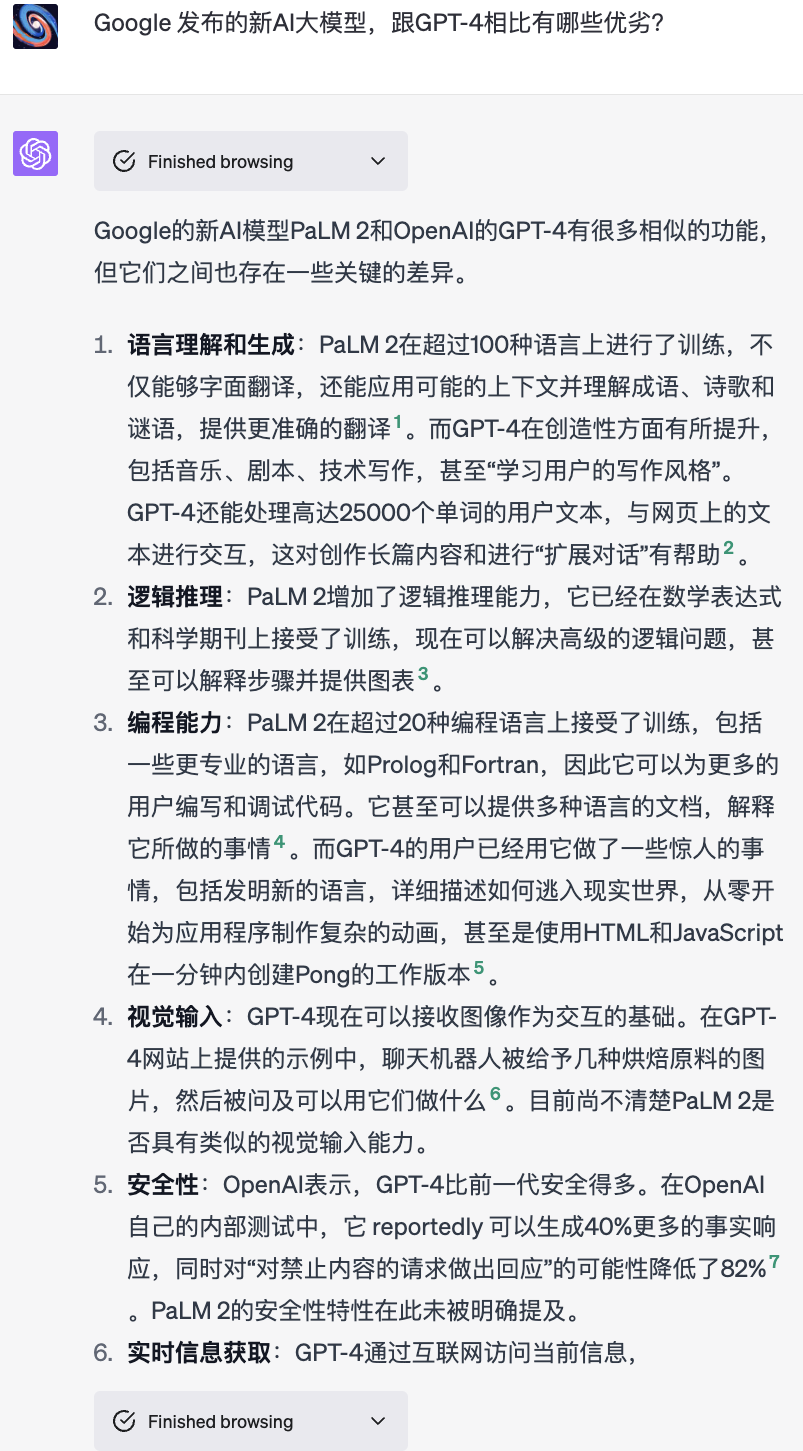 Google 发布的新AI大模型，跟GPT-4相比有哪些优劣?
Finished browsing
Google的新AI模型PaLM 2和OpenAI的GPT-4有很多相似的功能，
但它们之间也存在一些关键的差异。
1. 语言理解和生成：PaLM 2在超过100种语言上进行了训练，不
仅能够字面翻译，还能应用可能的上下文并理解成语、诗歌和
谜语，提供更准确的翻译1。而GPT-4在创造性方面有所提升，
包括音乐、剧本、技术写作，甚至“学习用户的写作风格”。
GPT-4还能处理高达25000个单词的用户文本，与网页上的文
本进行交互，这对创作长篇内容和进行“扩展对话”有帮助2。
2. 逻辑推理：PaLM 2增加了逻辑推理能力，它已经在数学表达式
和科学期刊上接受了训练，现在可以解决高级的逻辑问题，甚
至可以解释步骤并提供图表3。
3. 编程能力：PaLM 2在超过20种编程语言上接受了训练，包括
一些更专业的语言，如Prolog和Fortran，因此它可以为更多的
用户编写和调试代码。它甚至可以提供多种语言的文档，解释
它所做的事情4。而GPT-4的用户已经用它做了一些惊人的事
情，包括发明新的语言，详细描述如何逃入现实世界，从零开
始为应用程序制作复杂的动画，甚至是使用HTML和JavaScript
在一分钟内创建Pong的工作版本5。
4. 视觉输入：GPT-4现在可以接收图像作为交互的基础。在GPT-
4网站上提供的示例中，聊天机器人被给予几种烘焙原料的图
片，然后被问及可以用它们做什么6。目前尚不清楚PaLM 2是
否具有类似的视觉输入能力。
5. 安全性：OpenAI表示，GPT-4比前一代安全得多。在OpenAI
自己的内部测试中，它 reportedly 可以生成40%更多的事实响
应，同时对“对禁止内容的请求做出回应”的可能性降低了82%7
。PaLM 2的安全性特性在此未被明确提及。
6. 实时信息获取：GPT-4通过互联网访问当前信息，
Finished browsing